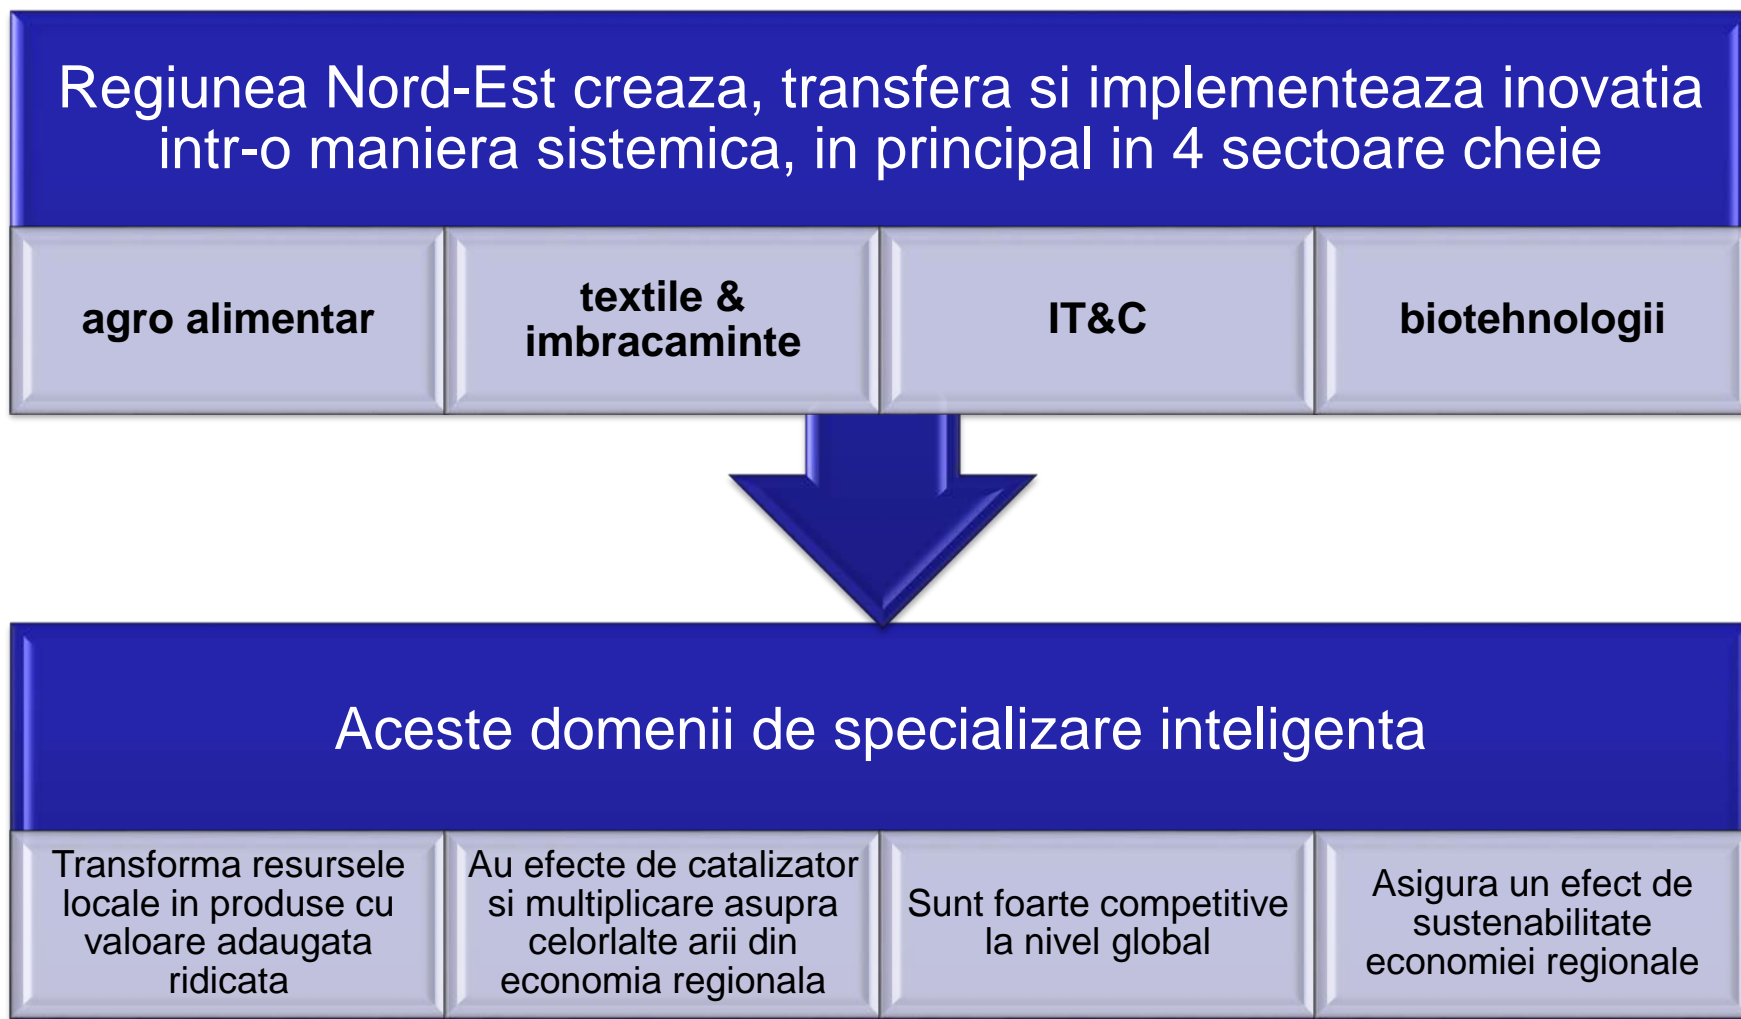 Regiunea Nord-Est creaza, transfera si implementeaza inovatia
intr-o maniera sistemica, in principal in 4 sectoare cheie
agro alimentar
textile &
imbracaminte
IT&C
biotehnologii
Aceste domenii de specializare inteligenta
Transforma resursele
locale in produse cu
valoare adaugata
ridicata
Au efecte de catalizator
si multiplicare asupra
celorlalte arii din
economia regionala
Sunt foarte competitive
la nivel global
Asigura un efect de
sustenabilitate
economiei regionale